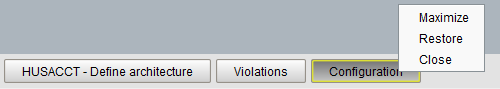 Maximize
Restore
Close
HUSACCT - Define architecture
Violations
Configuration